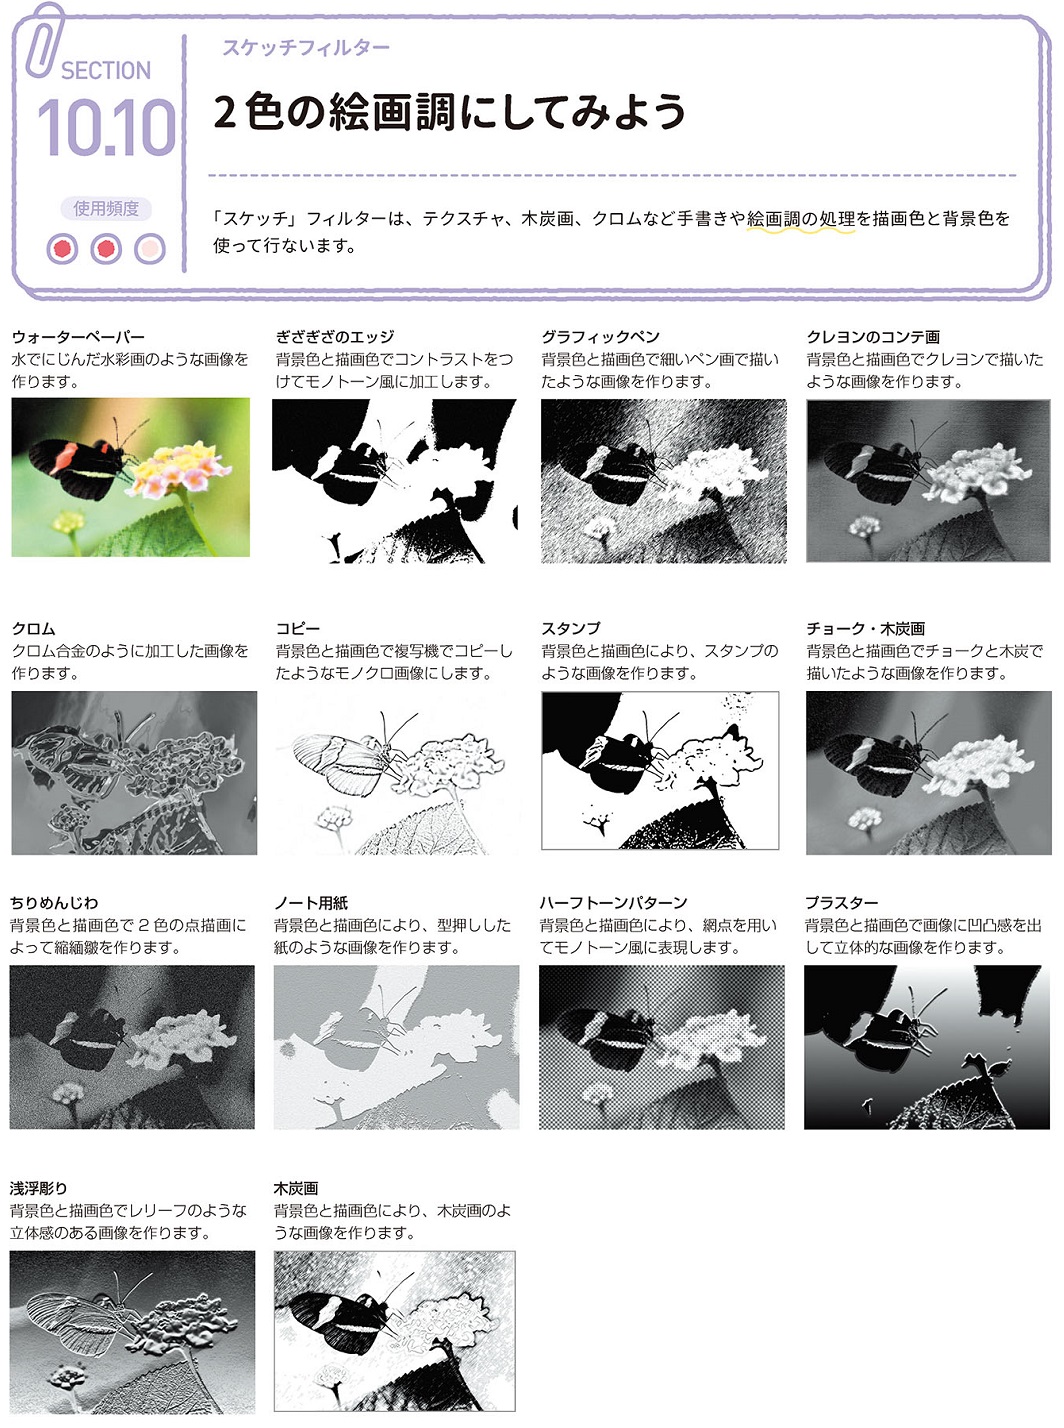 スケッチフィルター
SECTION
10.10
2色の絵画調にしてみよう
使用頻度
「スケッチ」フィルターは、テクスチャ、木炭画、クロムなど手書きや絵画調の処理を描画色と背景色を
使って行ないます。
ウォーターペーパー
水でにじんだ水彩画のような画像を
作ります。
ぎざぎざのエッジ
背景色と描画色でコントラストをつ
けてモノトーン風に加工します。
グラフィックペン
背景色と描画色で細いペン画で描い
たような画像を作ります。
クレヨンのコンテ画
背景色と描画色でクレヨンで描いた
ような画像を作ります。
クロム
クロム合金のように加工した画像を
作ります。
コピー
背景色と描画色で複写機でコピーし
たようなモノクロ画像にします。
スタンプ
背景色と描画色により、スタンプの
ような画像を作ります。
チョーク・木炭画
背景色と描画色でチョークと木炭で
描いたような画像を作ります。
ちりめんじわ
背景色と描画色で 2 色の点描画に
よって縮緬皺を作ります。
ノート用紙
背景色と描画色により、型押しした
紙のような画像を作ります。
ハーフトーンパターン
背景色と描画色により、網点を用い
てモノトーン風に表現します。
プラスター
背景色と描画色で画像に凹凸感を出
して立体的な画像を作ります。
浅浮彫り
背景色と描画色でレリーフのような
立体感のある画像を作ります。
木炭画
背景色と描画色により、木炭画のよ
うな画像を作ります。